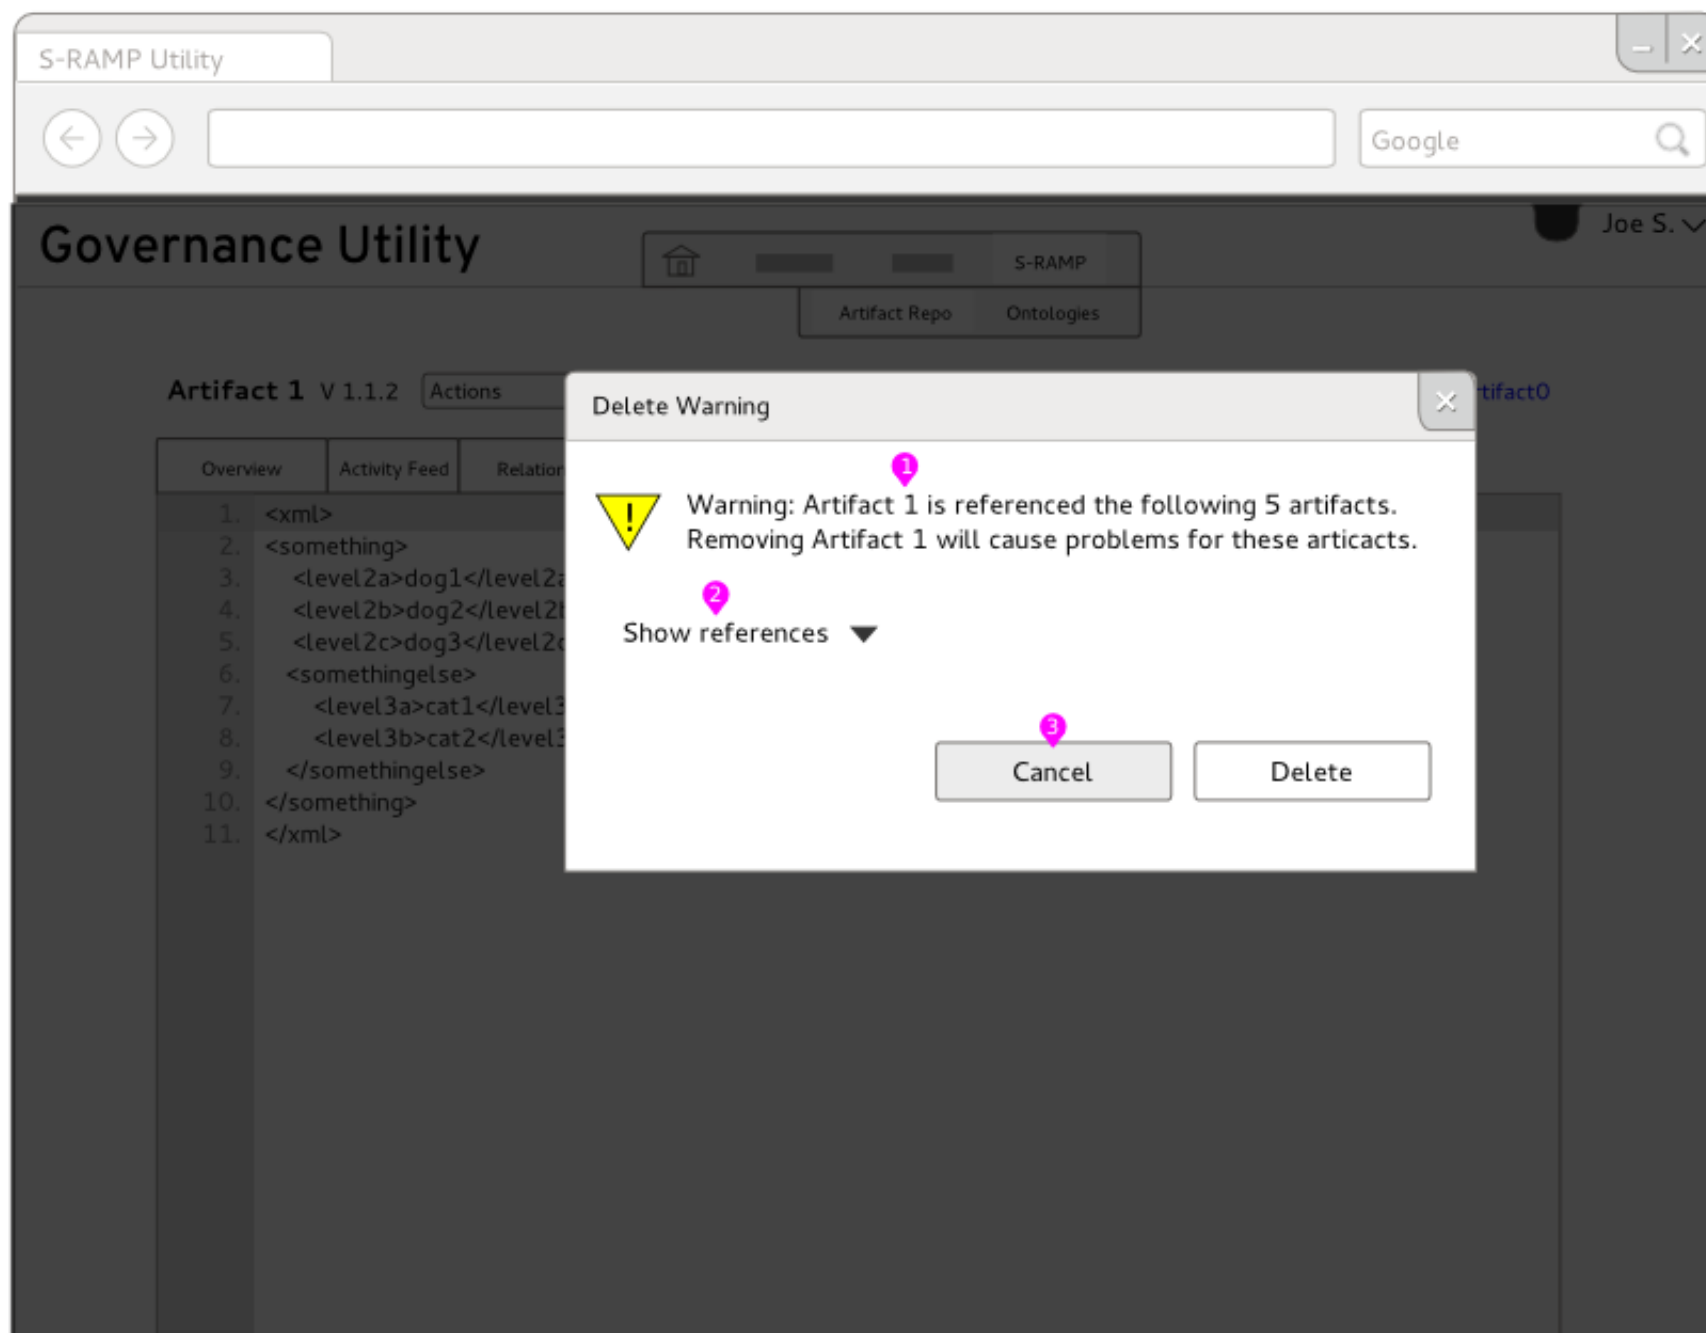 S-RAMP Utility
Google
Governance Utility
Joe S.
S-RAMP
Artifact Repo Ontologies
Artifact 1 V 1.1.2 Actions
tifact0
Delete Warning
Overview Activity Feed Relation
1
Warning: Artifact 1 is referenced the following 5 artifacts.
Removing Artifact 1 will cause problems for these articacts.
2
Show references
3
Cancel Delete
1. <xml>
2. <something>
3. <level2a>dog1</level2a
4. <level2b>dog2</level2b
5. <level2c>dog3</level2c
6. <somethingelse>
7. <level3a>cat1</level3
8. <level3b>cat2</level3
9. </somethingelse>
10. </something>
11. </xml>